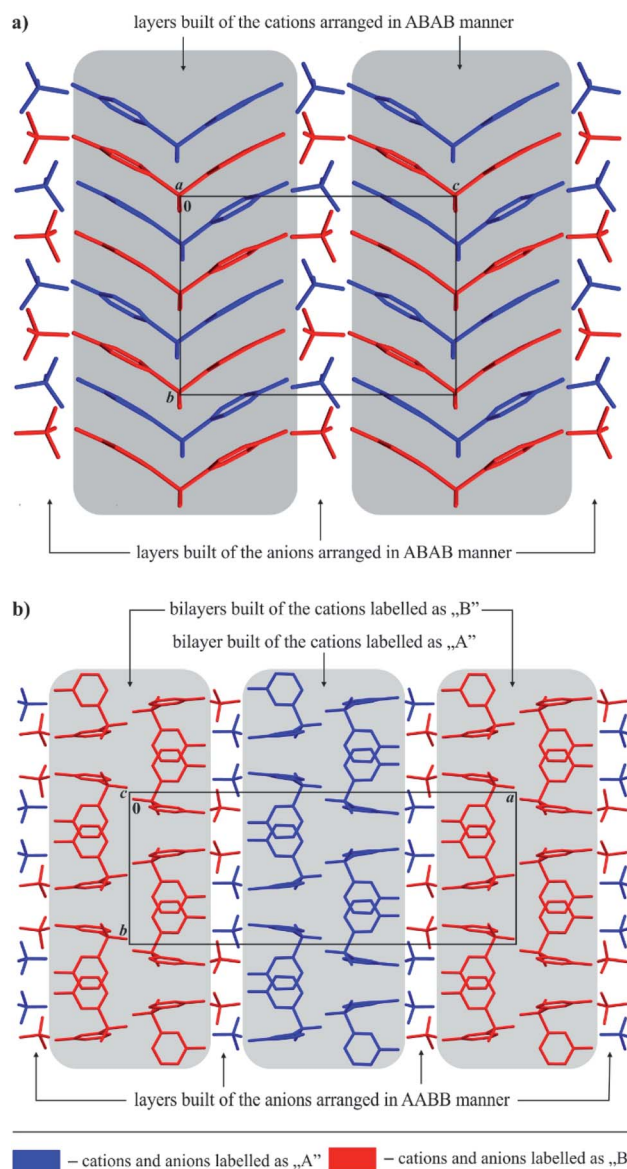 a)
layers built of the cations arranged in ABAB manner
a
c
0
b
layers built of the anions arranged in ABAB manner
b)
bilayers built of the cations labelled as „B”
bilayer built of the cations labelled as „A”
c
a
0
b
layers built of the anions arranged in AABB manner
– cations and anions labelled as „A” – cations and anions labelled as „B